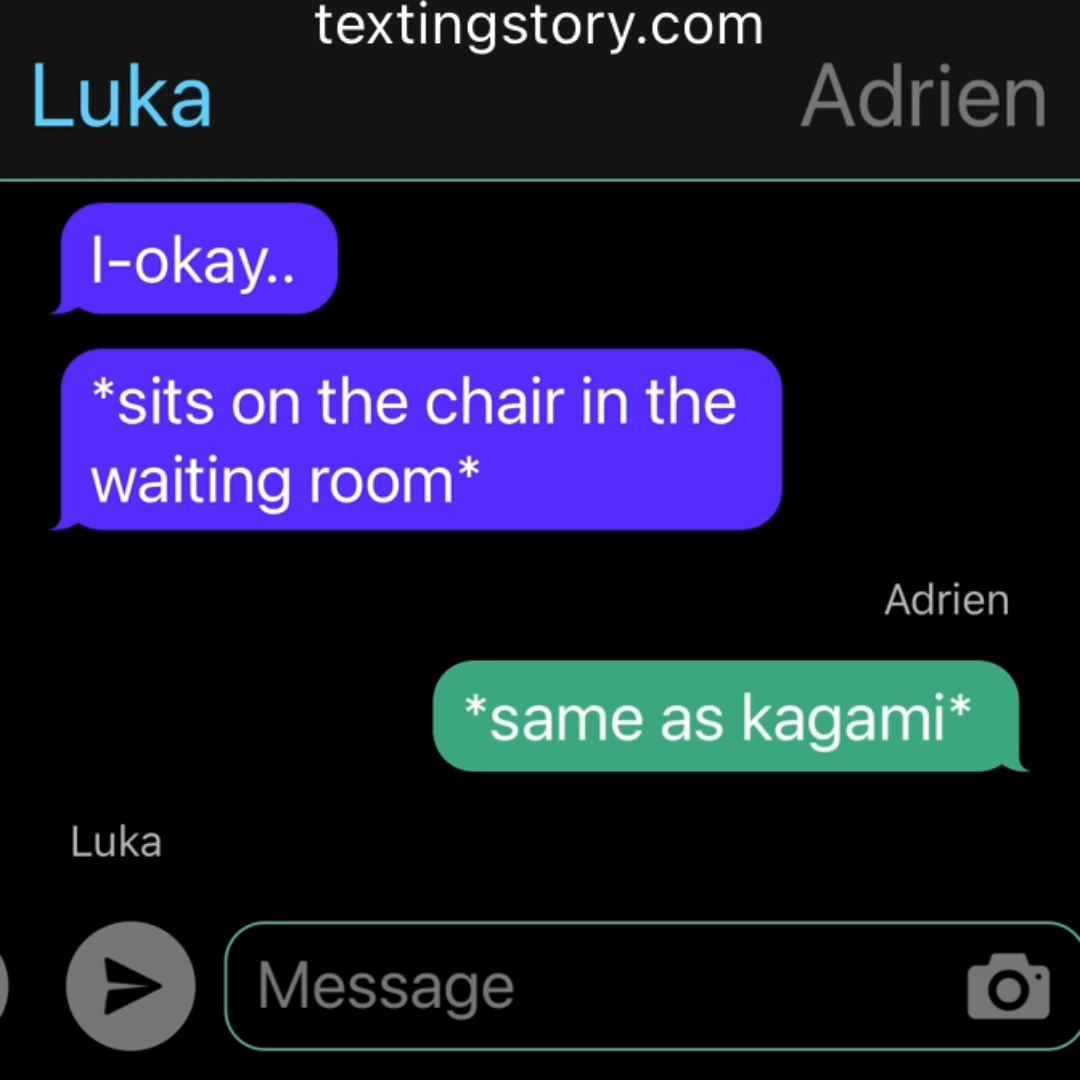 textingstory.com
Luka
Adrien
I-okay..
*sits on the chair in the
waiting room*
Adrien
*same as kagami*
Luka
Message